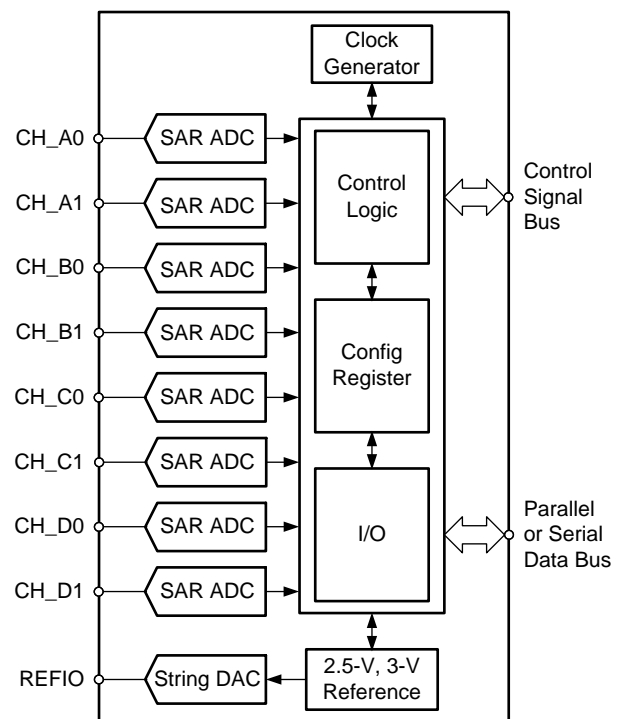 Clock
Generator
CH_A0
SAR ADC
CH_A1
SAR ADC
Control
Logic
Control
Signal
Bus
CH_B0
SAR ADC
CH_B1
SAR ADC
Config
Register
CH_C0
SAR ADC
CH_C1
SAR ADC
CH_D0
SAR ADC
I/O
Parallel
or Serial
Data Bus
CH_D1
SAR ADC
REFIO
String DAC
2.5-V, 3-V
Reference